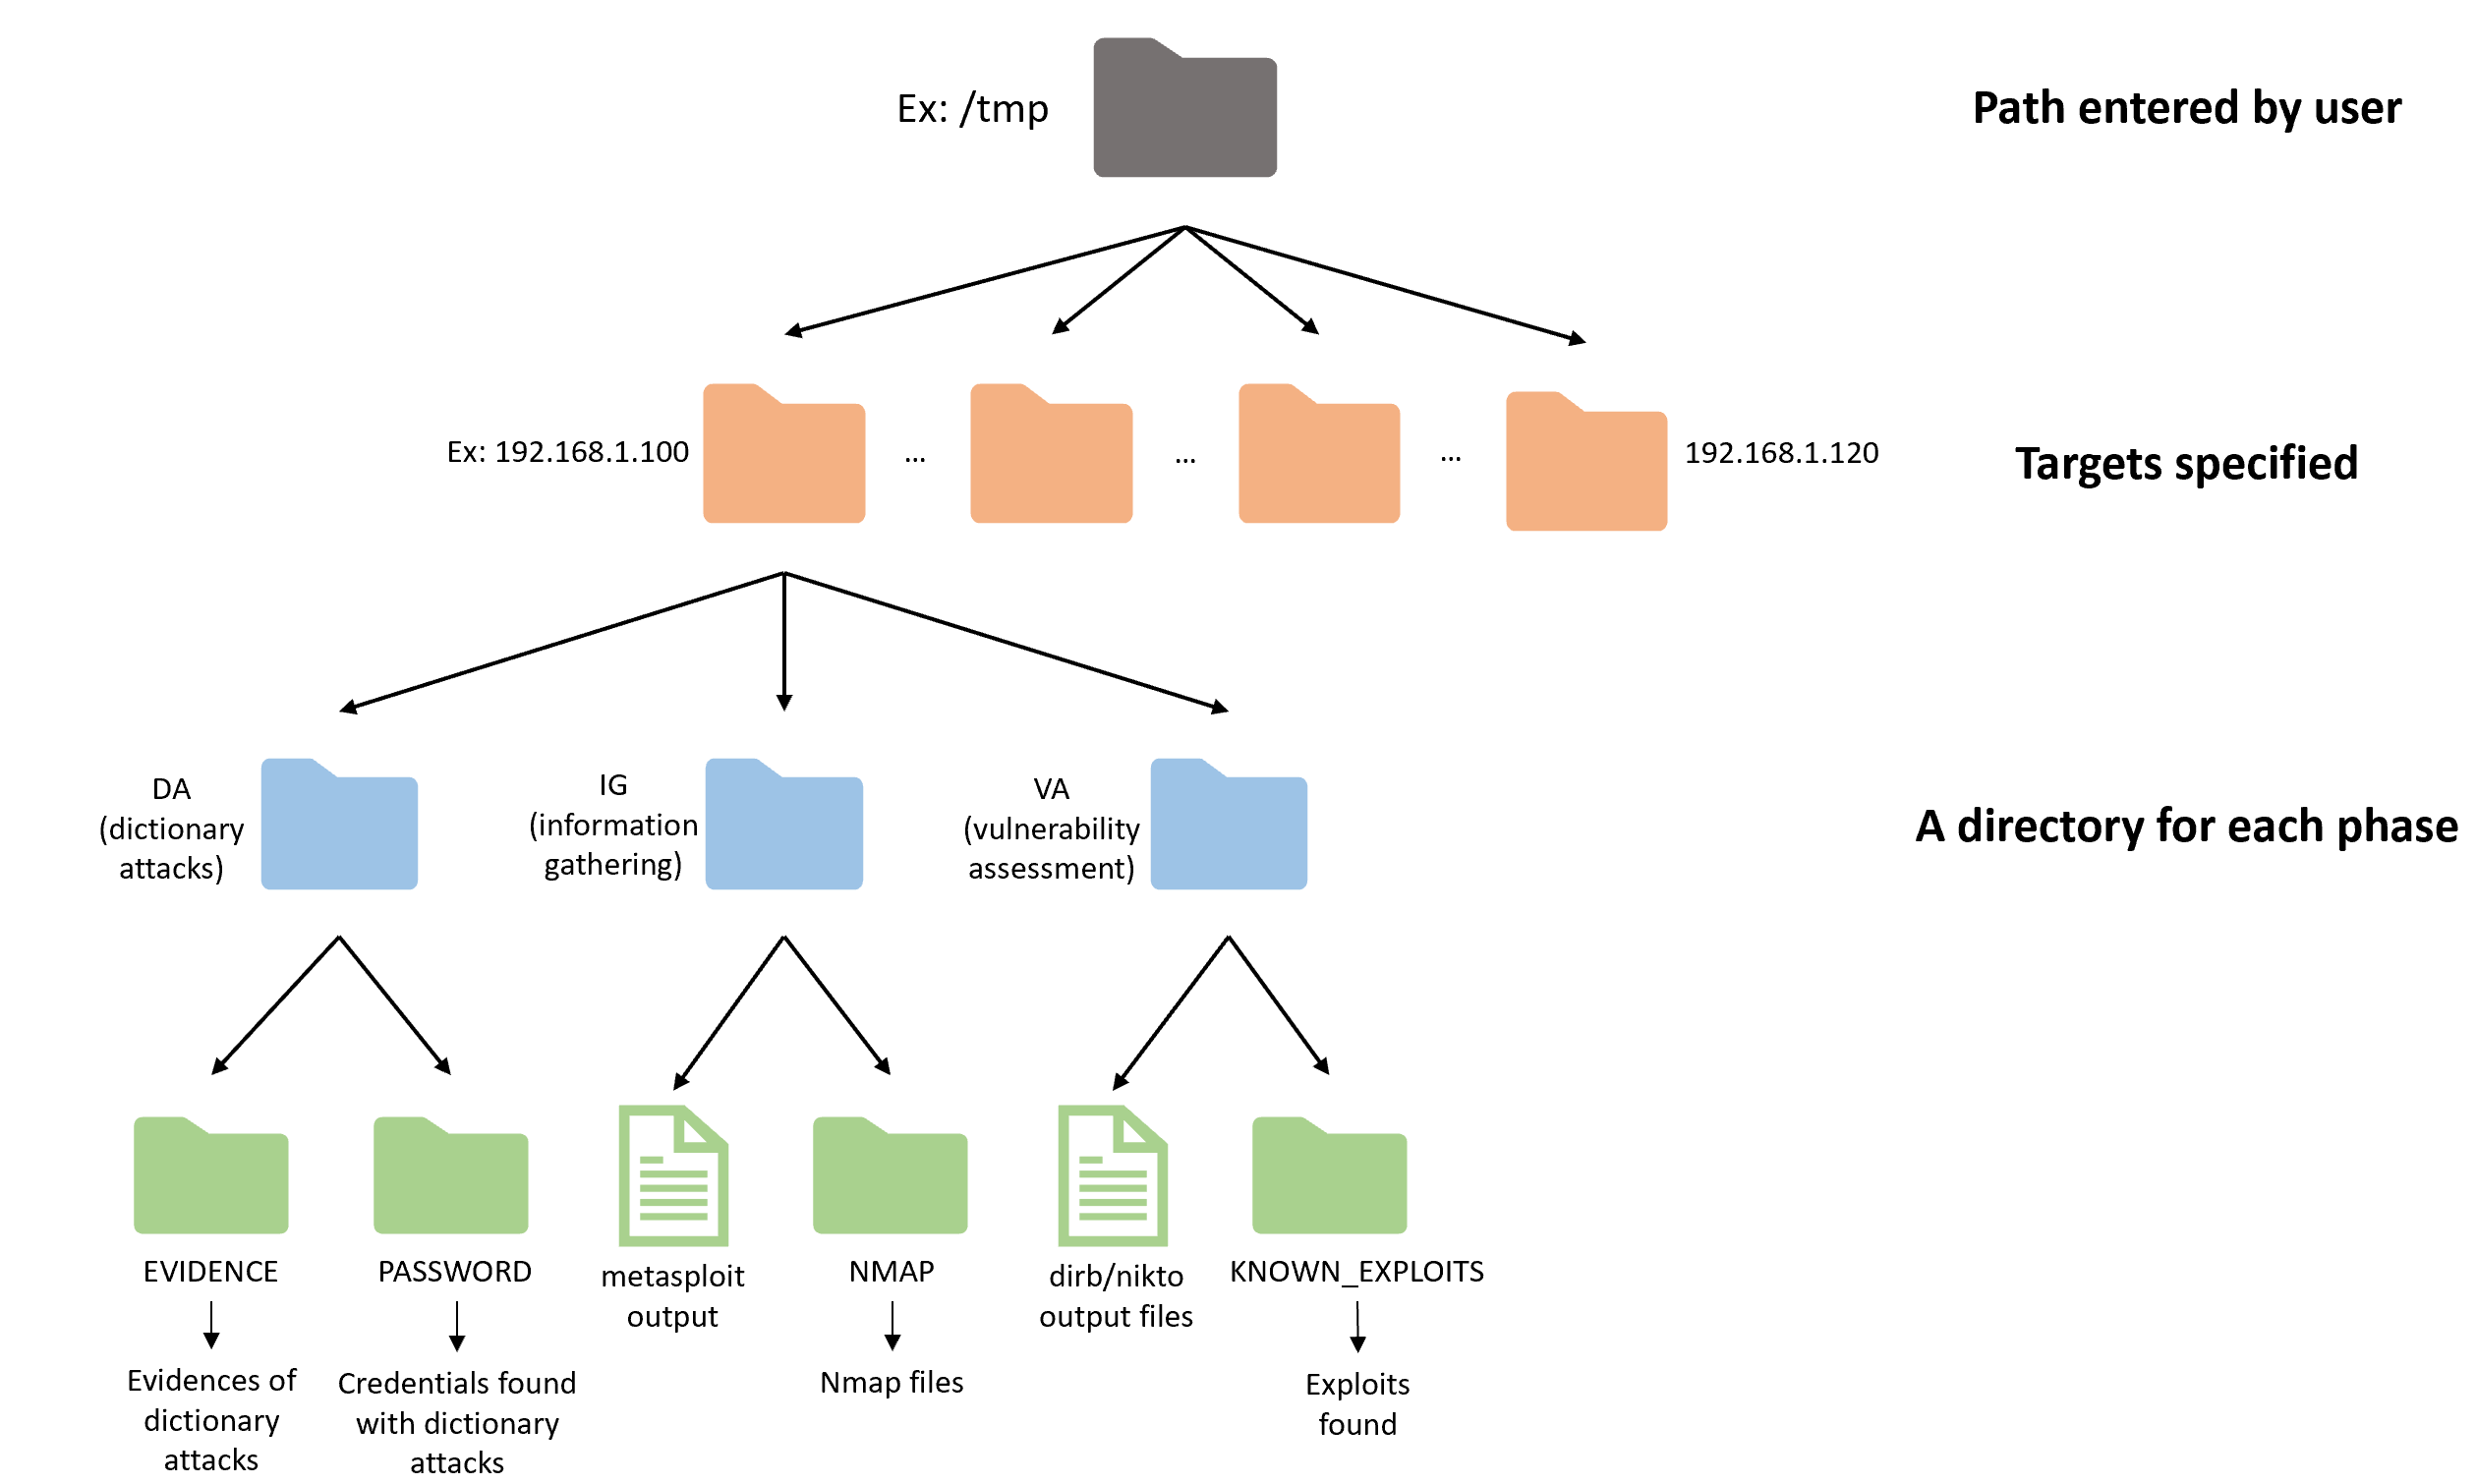 Ex: /tmp
Path entered by user
Ex: 192.168.1.100
...
...
...
192.168.1.120
Targets specified
DA
(dictionary
attacks)
IG
(information
gathering)
VA
(vulnerability
assessment)
A directory for each phase
EVIDENCE
PASSWORD
metasploit
output
NMAP
dirb/nikto
output files
KNOWN_EXPLOITS
Evidences of
dictionary
attacks
Credentials found
with dictionary
attacks
Nmap files
Exploits
found